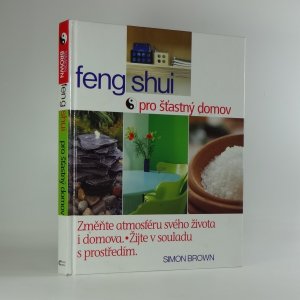 feng shui
pro šťastný domov
Změňte atmosféru svého života
i domova.•Žijte v souladu
s prostředím.
SIMON BROWN
BROWN
feng shui
pro šťastný domov